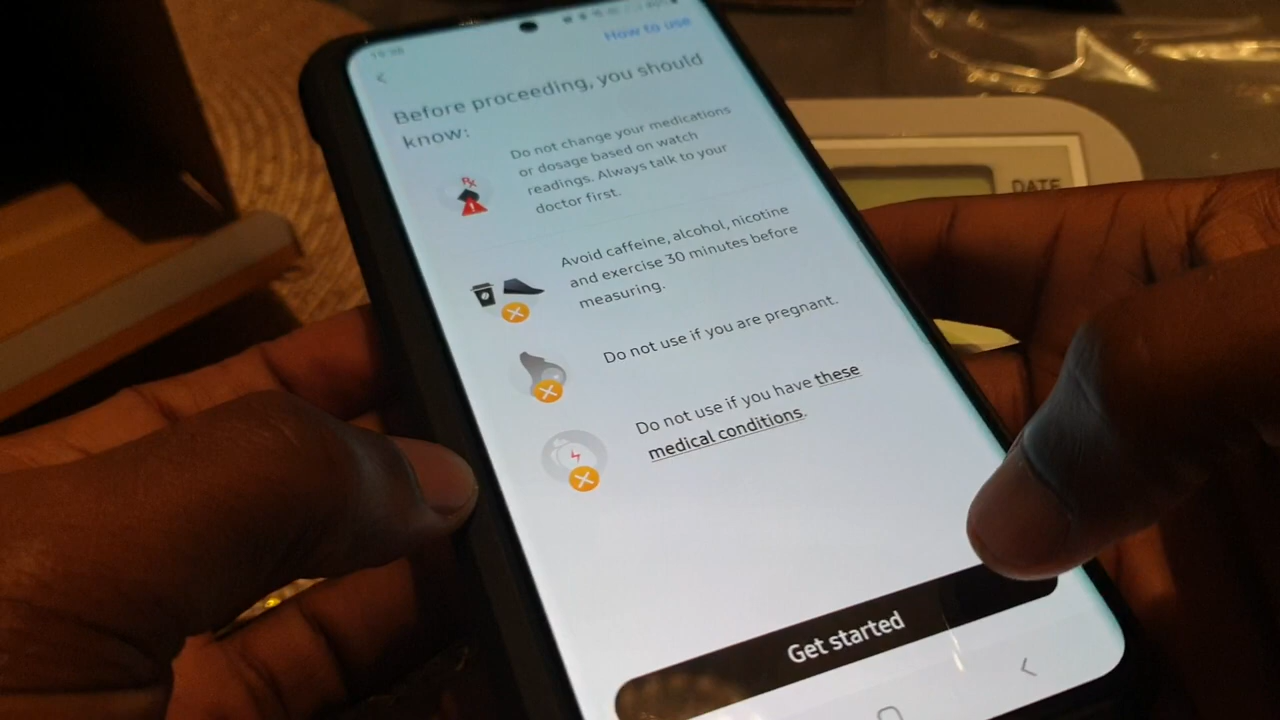 How to use
Before proceeding, you should
know:
Rx
Do not change your medications
or dosage based on watch
readings. Always talk to your
doctor first.
Avoid caffeine, alcohol, nicotine
and exercise 30 minutes before
measuring.
Do not use if you are pregnant.
Do not use if you have these
medical conditions.
Get started
DATE